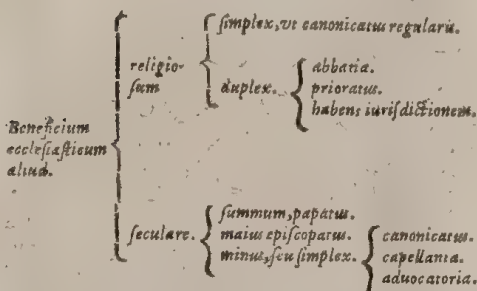 simplex, vt canonicatus regularis.
religio-
sum
duplex.
abbatia.
prioratus.
habens iurisdictionem.
Beneficium
ecclesiasticum
aliud.
seculare.
summum, papatus.
maius episcopatus.
minus, seu simplex.
canonicatus.
capellania.
aduocatoria.